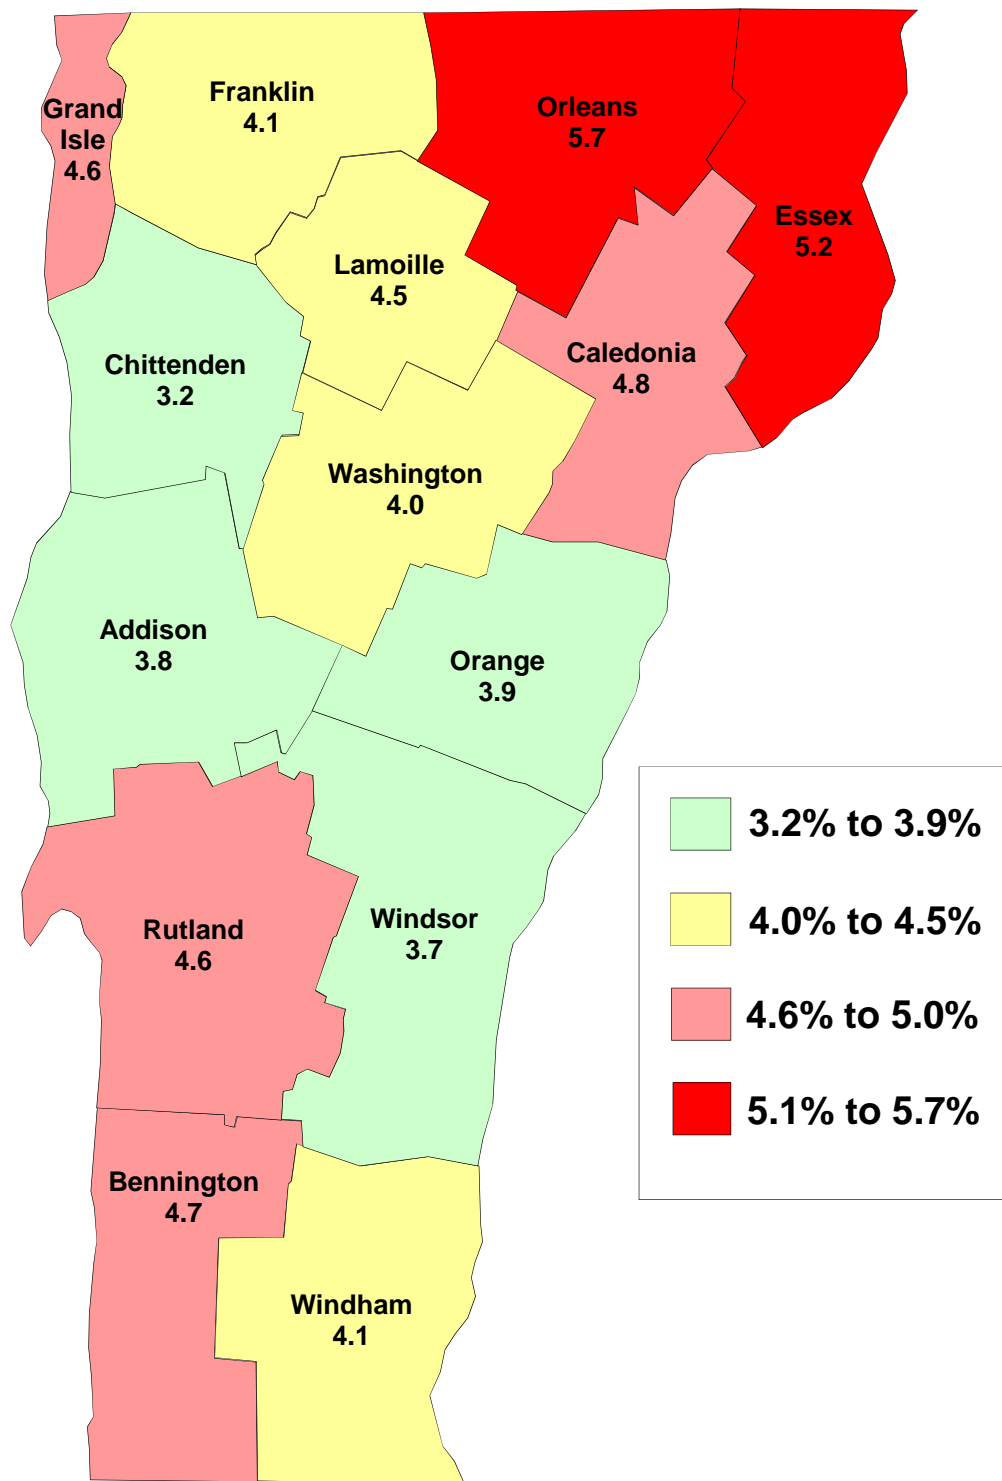 Franklin
4.1
Orleans
5.7
Grand
Isle
4.6
Essex
5.2
Lamoille
4.5
Chittenden
3.2
Caledonia
4.8
Washington
4.0
Addison
3.8
Orange
3.9
Rutland
4.6
Windsor
3.7
Bennington
4.7
Windham
4.1
3.2% to 3.9%
4.0% to 4.5%
4.6% to 5.0%
5.1% to 5.7%